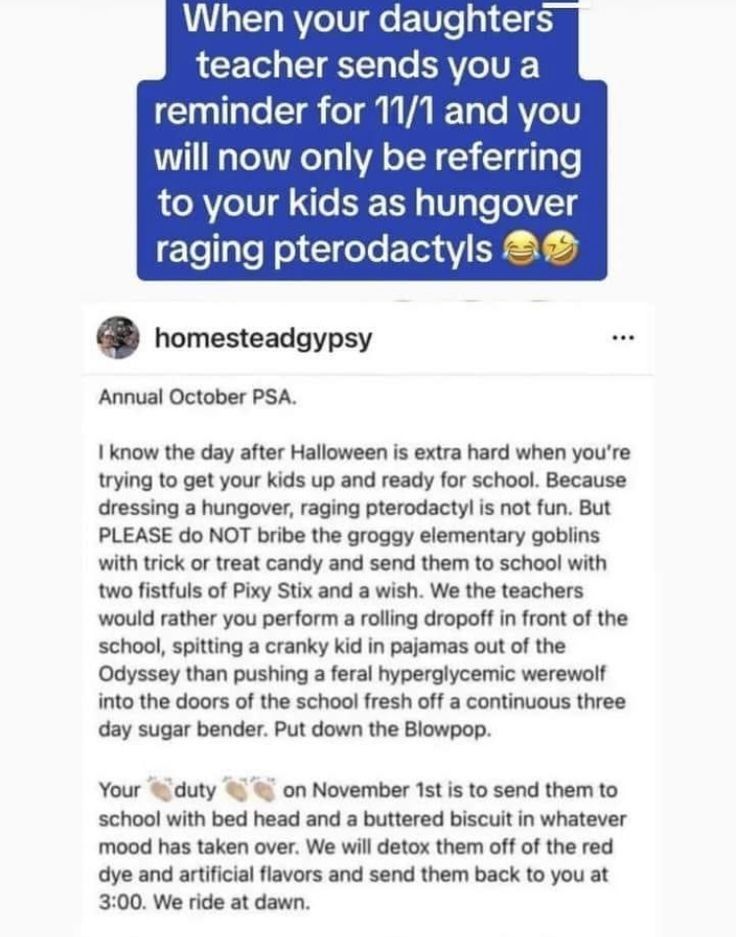 When your daughters
teacher sends you a
reminder for 11/1 and you
will now only be referring
to your kids as hungover
raging pterodactyls 😂🤣
homesteadgypsy
...
Annual October PSA.
I know the day after Halloween is extra hard when you're
trying to get your kids up and ready for school. Because
dressing a hungover, raging pterodactyl is not fun. But
PLEASE do NOT bribe the groggy elementary goblins
with trick or treat candy and send them to school with
two fistfuls of Pixy Stix and a wish. We the teachers
would rather you perform a rolling dropoff in front of the
school, spitting a cranky kid in pajamas out of the
Odyssey than pushing a feral hyperglycemic werewolf
into the doors of the school fresh off a continuous three
day sugar bender. Put down the Blowpop.
Your 👏🏼duty 👏🏼👏🏼 on November 1st is to send them to
school with bed head and a buttered biscuit in whatever
mood has taken over. We will detox them off of the red
dye and artificial flavors and send them back to you at
3:00. We ride at dawn.